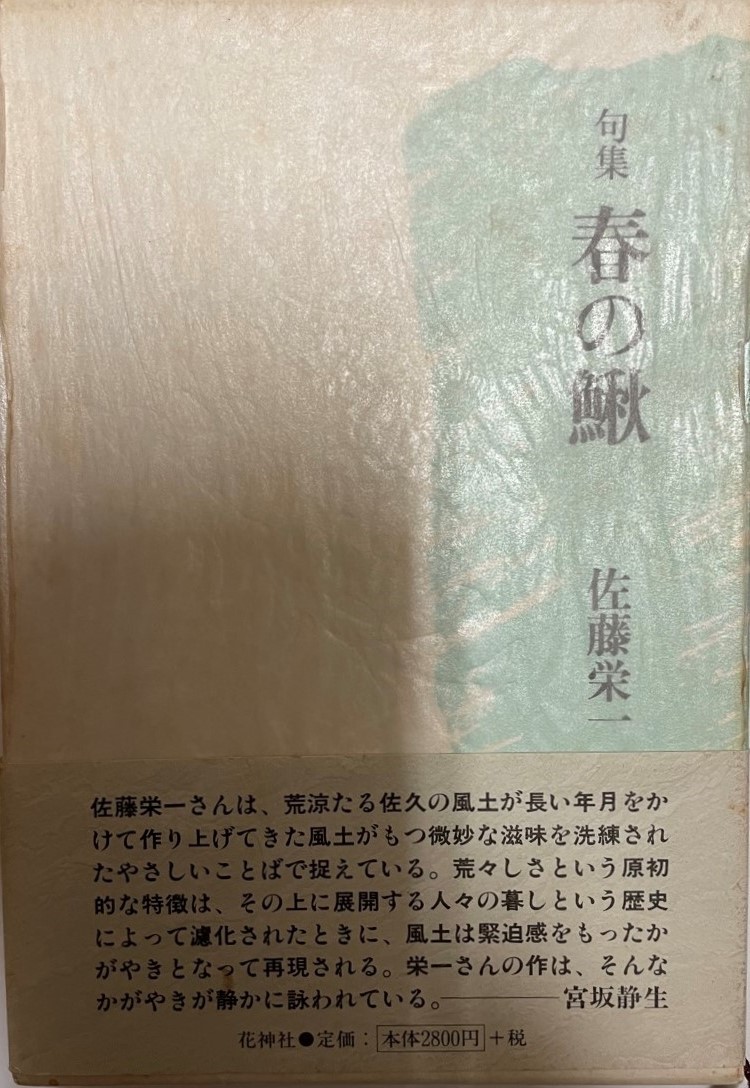 句集
春の鰍
佐藤栄一
佐藤栄一さんは、荒涼たる佐久の風土が長い年月をか
けて作り上げてきた風土がもつ微妙な滋味を洗練され
たやさしいことばで捉えている。荒々しさという原初
的な特徴は、その上に展開する人々の暮しという歴史
によって濾化されたときに、風土は緊迫感をもったか
がやきとなって再現される。栄一さんの作は、そんな
かがやきが静かに詠われている。————宮坂静生
花神社●定価：本体2800円＋税